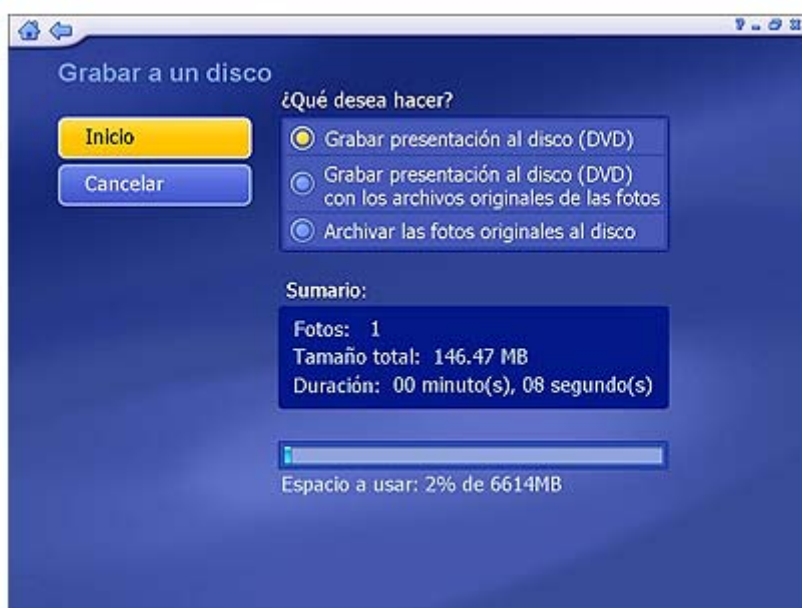 Grabar a un disco
Inicio
Cancelar
¿Qué desea hacer?
Grabar presentación al disco (DVD)
Grabar presentación al disco (DVD)
con los archivos originales de las fotos
Archivar las fotos originales al disco
Sumario:
Fotos: 1
Tamaño total: 146.47 MB
Duración: 00 minuto(s), 08 segundo(s)
Espacio a usar: 2% de 6614MB